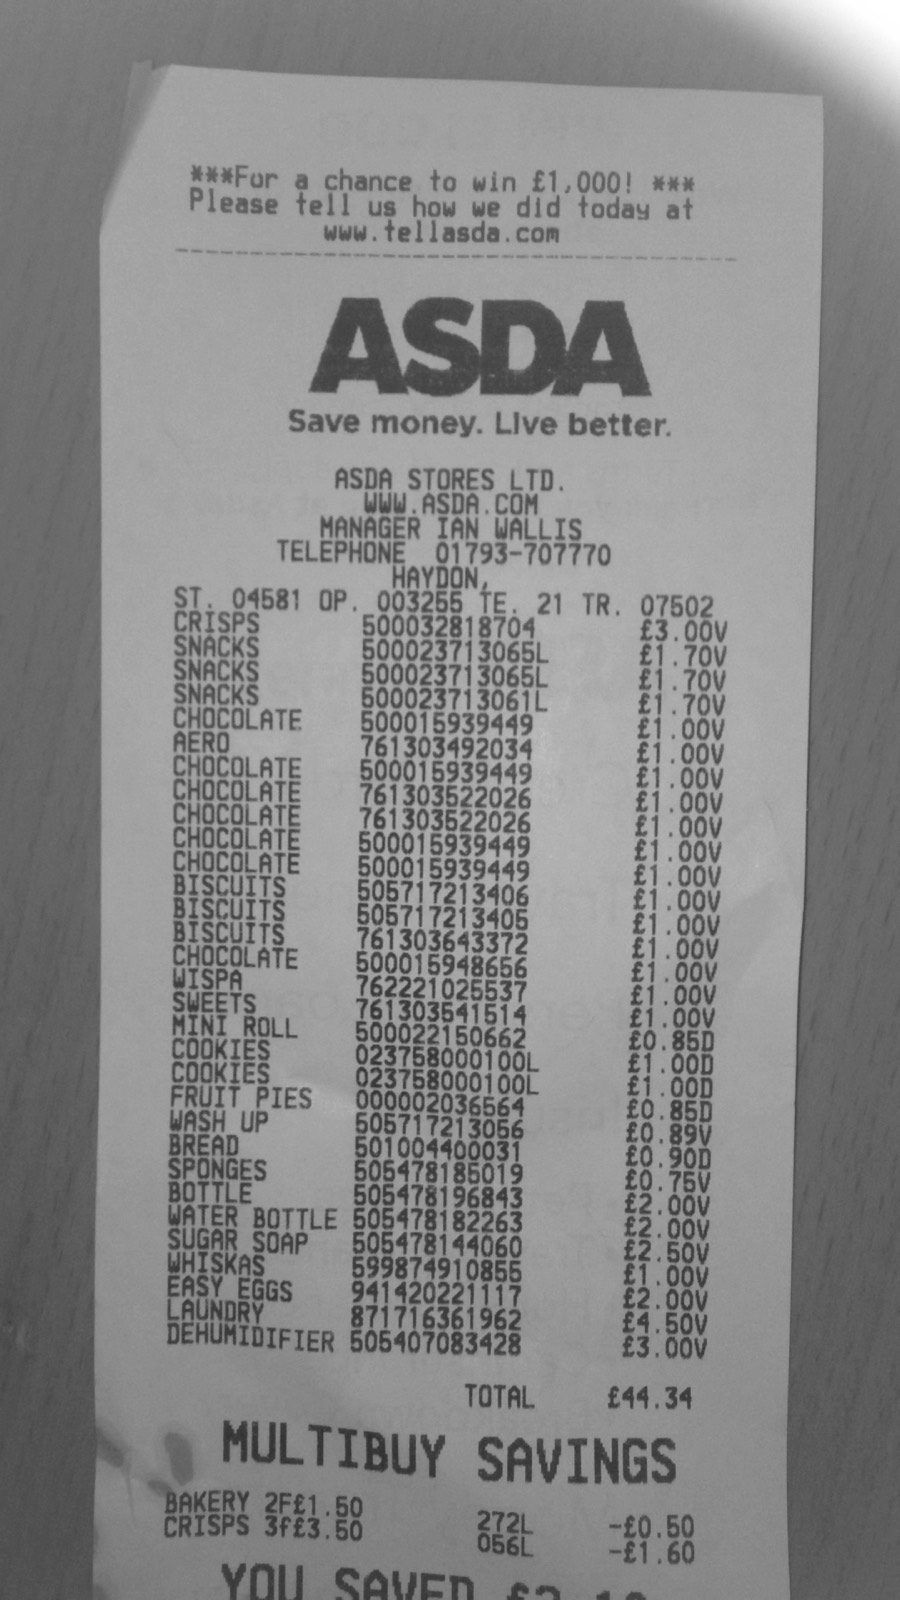 ***For a chance to win £1,000! ***
Please tell us how we did today at
www.tellasda.com
ASDA
Save money. Live better.
ASDA STORES LTD.
WWW.ASDA.COM
MANAGER IAN WALLIS
TELEPHONE 01793-707770
HAYDON,
ST. 04581 OP. 003255 TE. 21 TR. 07502
CRISPS 500032818704 £3.00V
SNACKS 500023713065L £1.70V
SNACKS 500023713065L £1.70V
SNACKS 500023713061L £1.70V
CHOCOLATE 500015939449 £1.00V
AERO 761303492034 £1.00V
CHOCOLATE 500015939449 £1.00V
CHOCOLATE 761303522026 £1.00V
CHOCOLATE 761303522026 £1.00V
CHOCOLATE 500015939449 £1.00V
CHOCOLATE 500015939449 £1.00V
BISCUITS 505717213406 £1.00V
BISCUITS 505717213405 £1.00V
BISCUITS 761303643372 £1.00V
CHOCOLATE 500015948656 £1.00V
WISPA 762221025537 £1.00V
SWEETS 761303541514 £1.00V
MINI ROLL 500022150662 £0.85D
COOKIES 023758000100L £1.00D
COOKIES 023758000100L £1.00D
FRUIT PIES 000002036564 £0.85D
WASH UP 505717213056 £0.89V
BREAD 501004400031 £0.90D
SPONGES 505478185019 £0.75V
BOTTLE 505478196843 £2.00V
WATER BOTTLE 505478182263 £2.00V
SUGAR SOAP 505478144060 £2.50V
WHISKAS 599874910855 £1.00V
EASY EGGS 941420221117 £2.00V
LAUNDRY 871716361962 £4.50V
DEHUMIDIFIER 505407083428 £3.00V
TOTAL £44.34
MULTIBUY SAVINGS
BAKERY 2F£1.50 272L -£0.50
CRISPS 3f£3.50 056L -£1.60
YOU SAVED £2.10